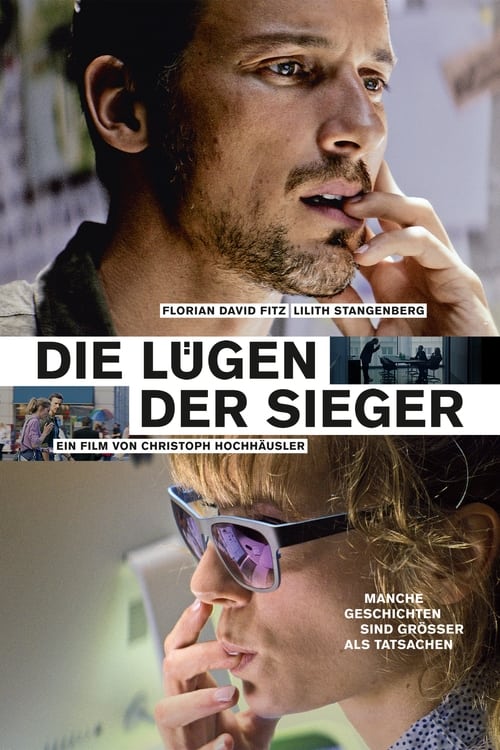 FLORIAN DAVID FITZ | LILITH STANGENBERG
DIE LÜGEN
DER SIEGER
EIN FILM VON CHRISTOPH HOCHHÄUSLER
MANCHE
GESCHICHTEN
SIND GRÖSSER
ALS TATSACHEN